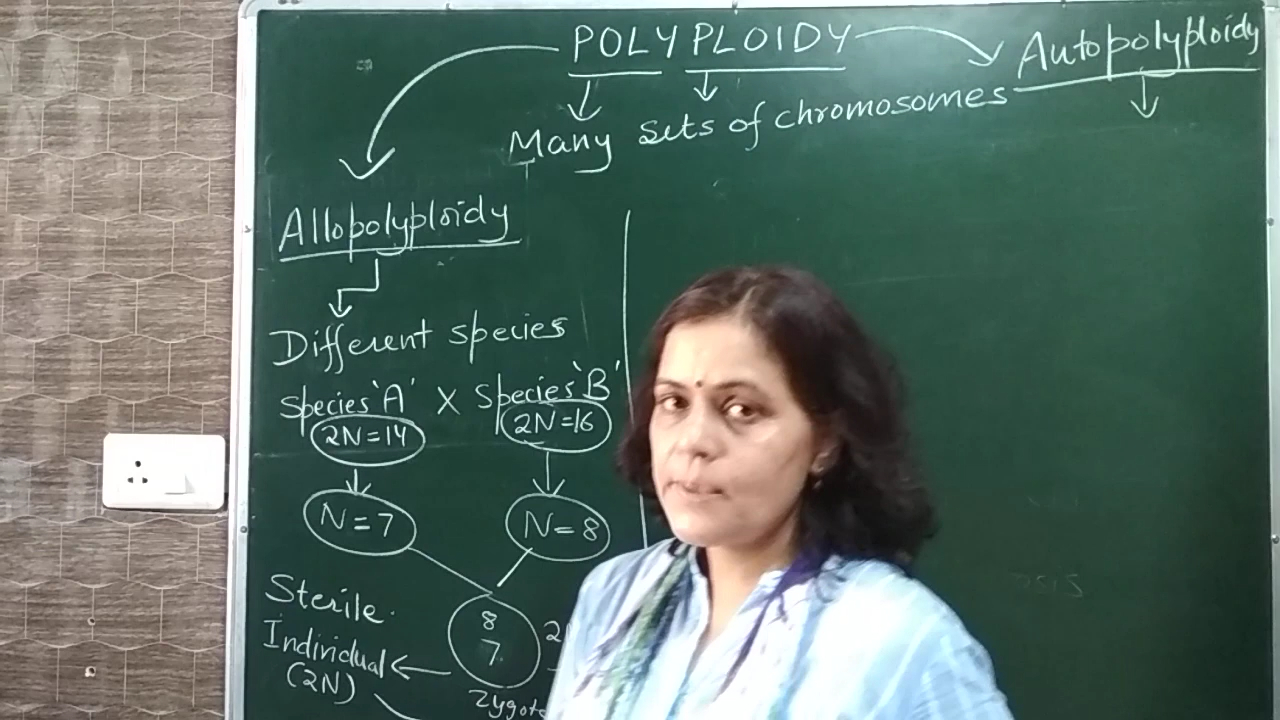 POLYPLOIDY
Autopolyploidy
Many sets of chromosomes
Allopolyploidy
Different species
Species 'A' X Species 'B'
2N=14 2N=16
N=7 N=8
Sterile.
Individual
(2N)
8
7